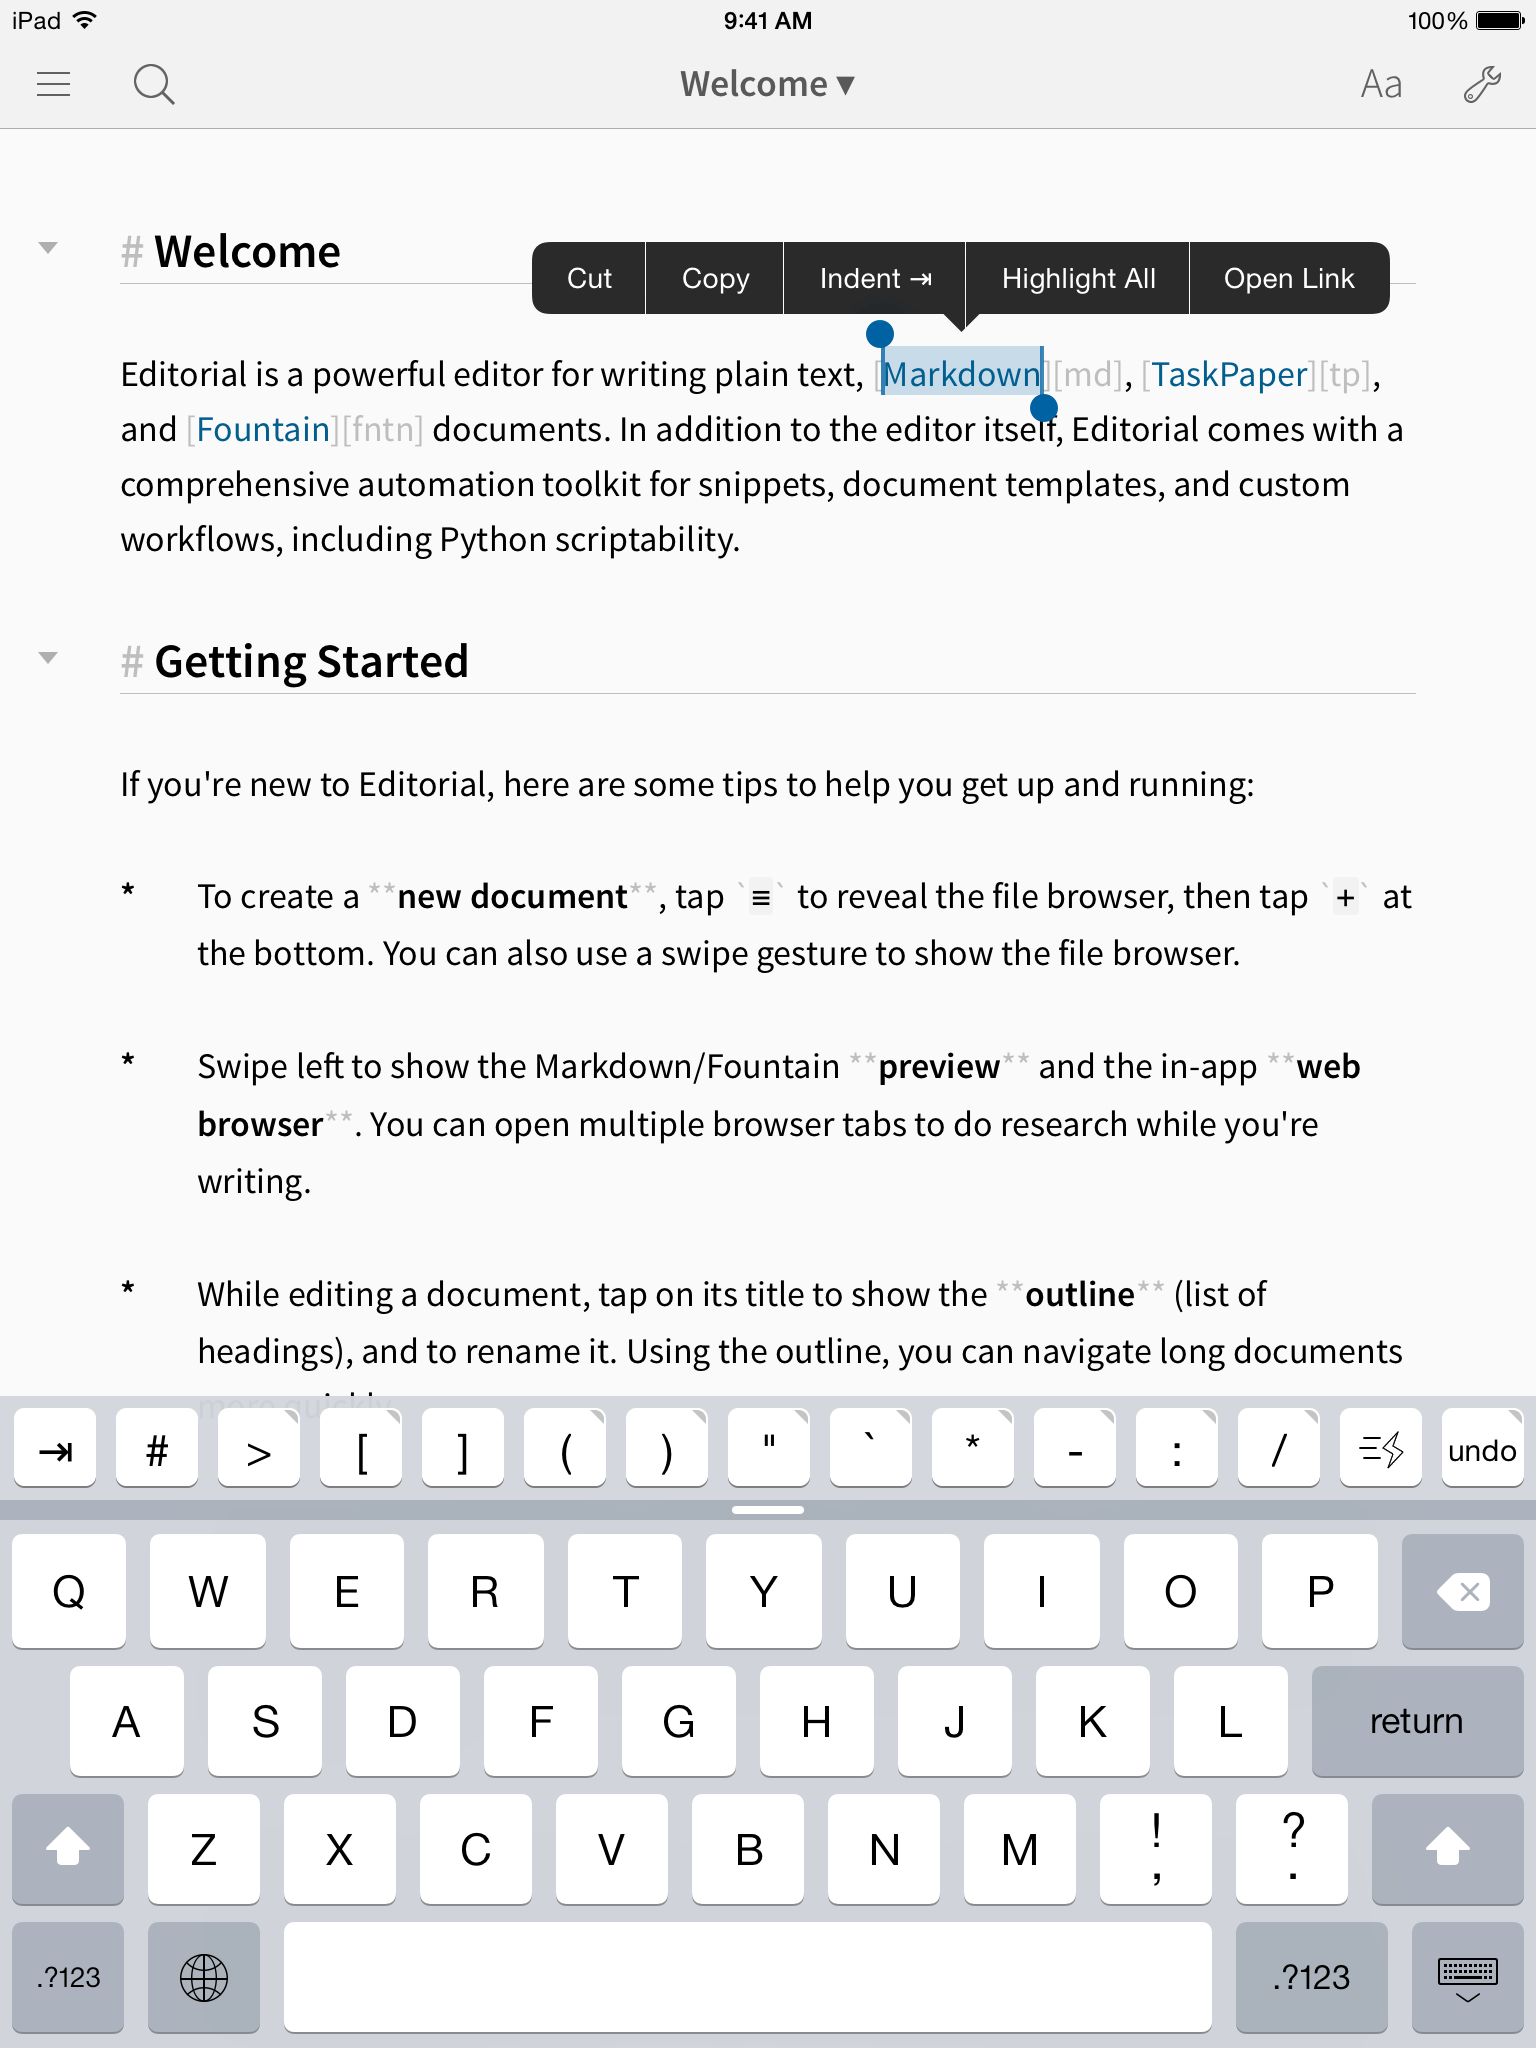 iPad 9:41 AM 100%
Welcome ▾ Aa
# Welcome
Cut Copy Indent ⇥ Highlight All Open Link
Editorial is a powerful editor for writing plain text, [Markdown][md], [TaskPaper][tp],
and [Fountain][fntn] documents. In addition to the editor itself, Editorial comes with a
comprehensive automation toolkit for snippets, document templates, and custom
workflows, including Python scriptability.
# Getting Started
If you're new to Editorial, here are some tips to help you get up and running:
* To create a **new document**, tap `≡` to reveal the file browser, then tap `+` at
the bottom. You can also use a swipe gesture to show the file browser.
* Swipe left to show the Markdown/Fountain **preview** and the in-app **web
browser**. You can open multiple browser tabs to do research while you're
writing.
* While editing a document, tap on its title to show the **outline** (list of
headings), and to rename it. Using the outline, you can navigate long documents
more quickly
⇥ # > [ ] ( ) " ` * - : / undo
Q W E R T Y U I O P
A S D F G H J K L return
Z X C V B N M ! , ? .
.?123 .?123